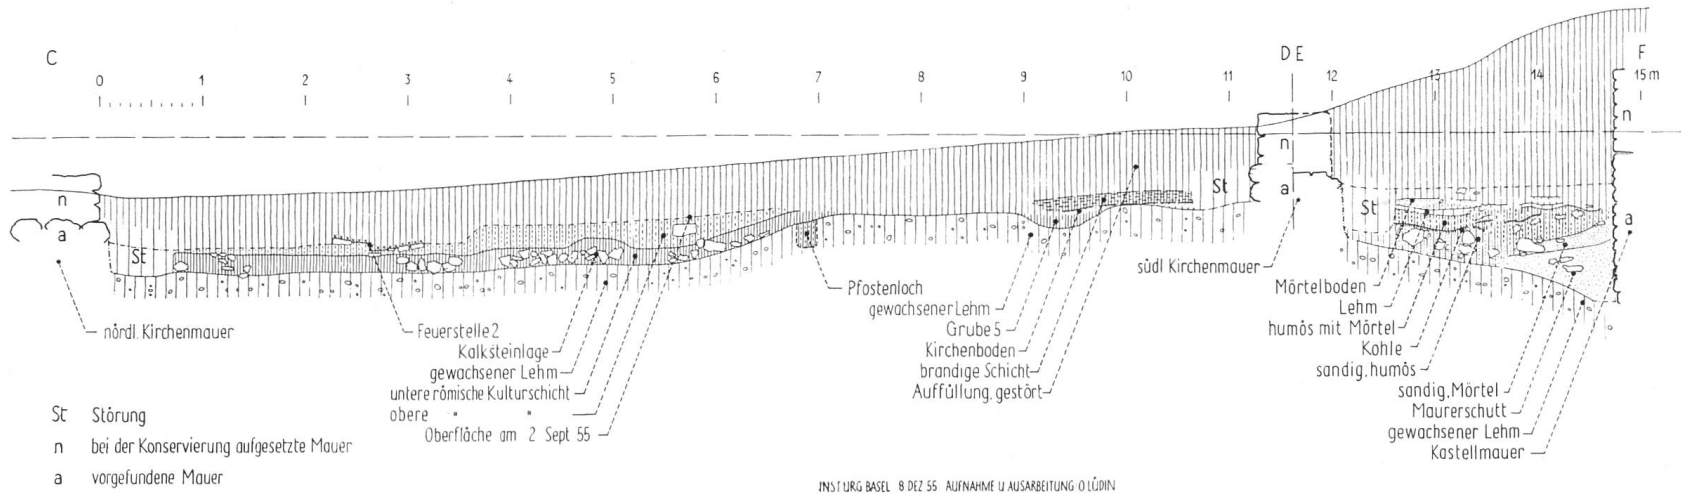 C
D E
F
0 1 2 3 4 5 6 7 8 9 10 11 12 13 14 15 m
n
a
St
n
a
St
St
n
a
nördl. Kirchenmauer
Feuerstelle 2
Kalksteinlage
gewachsener Lehm
untere römische Kulturschicht
obere " "
Oberfläche am 2 Sept 55
Pfostenloch
gewachsener Lehm
Grube 5
Kirchenboden
brandige Schicht
Auffüllung, gestört
südl Kirchenmauer
Mörtelboden
Lehm
humös mit Mörtel
Kohle
sandig, humös
sandig, Mörtel
Maurerschutt
gewachsener Lehm
Kastellmauer
St Störung
n bei der Konservierung aufgesetzte Mauer
a vorgefundene Mauer
INST URG BASEL 8 DEZ 55 AUFNAHME U AUSARBEITUNG O LÜDIN